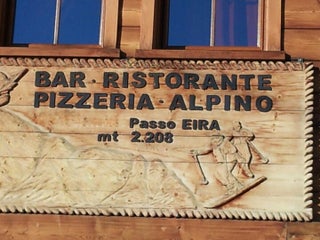 BAR · RISTORANTE
PIZZERIA · ALPINO
Passo EIRA
mt 2.208